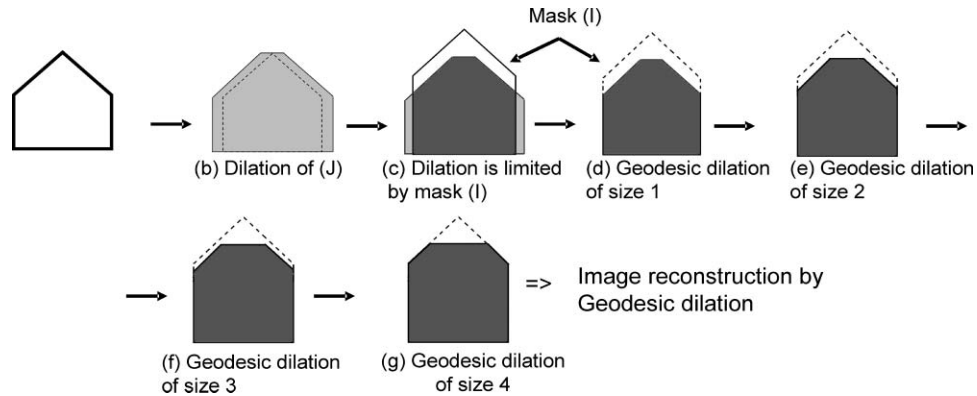 Mask (I)
(b) Dilation of (J)
(c) Dilation is limited
by mask (I)
(d) Geodesic dilation
of size 1
(e) Geodesic dilation
of size 2
(f) Geodesic dilation
of size 3
(g) Geodesic dilation
of size 4
=> Image reconstruction by
Geodesic dilation